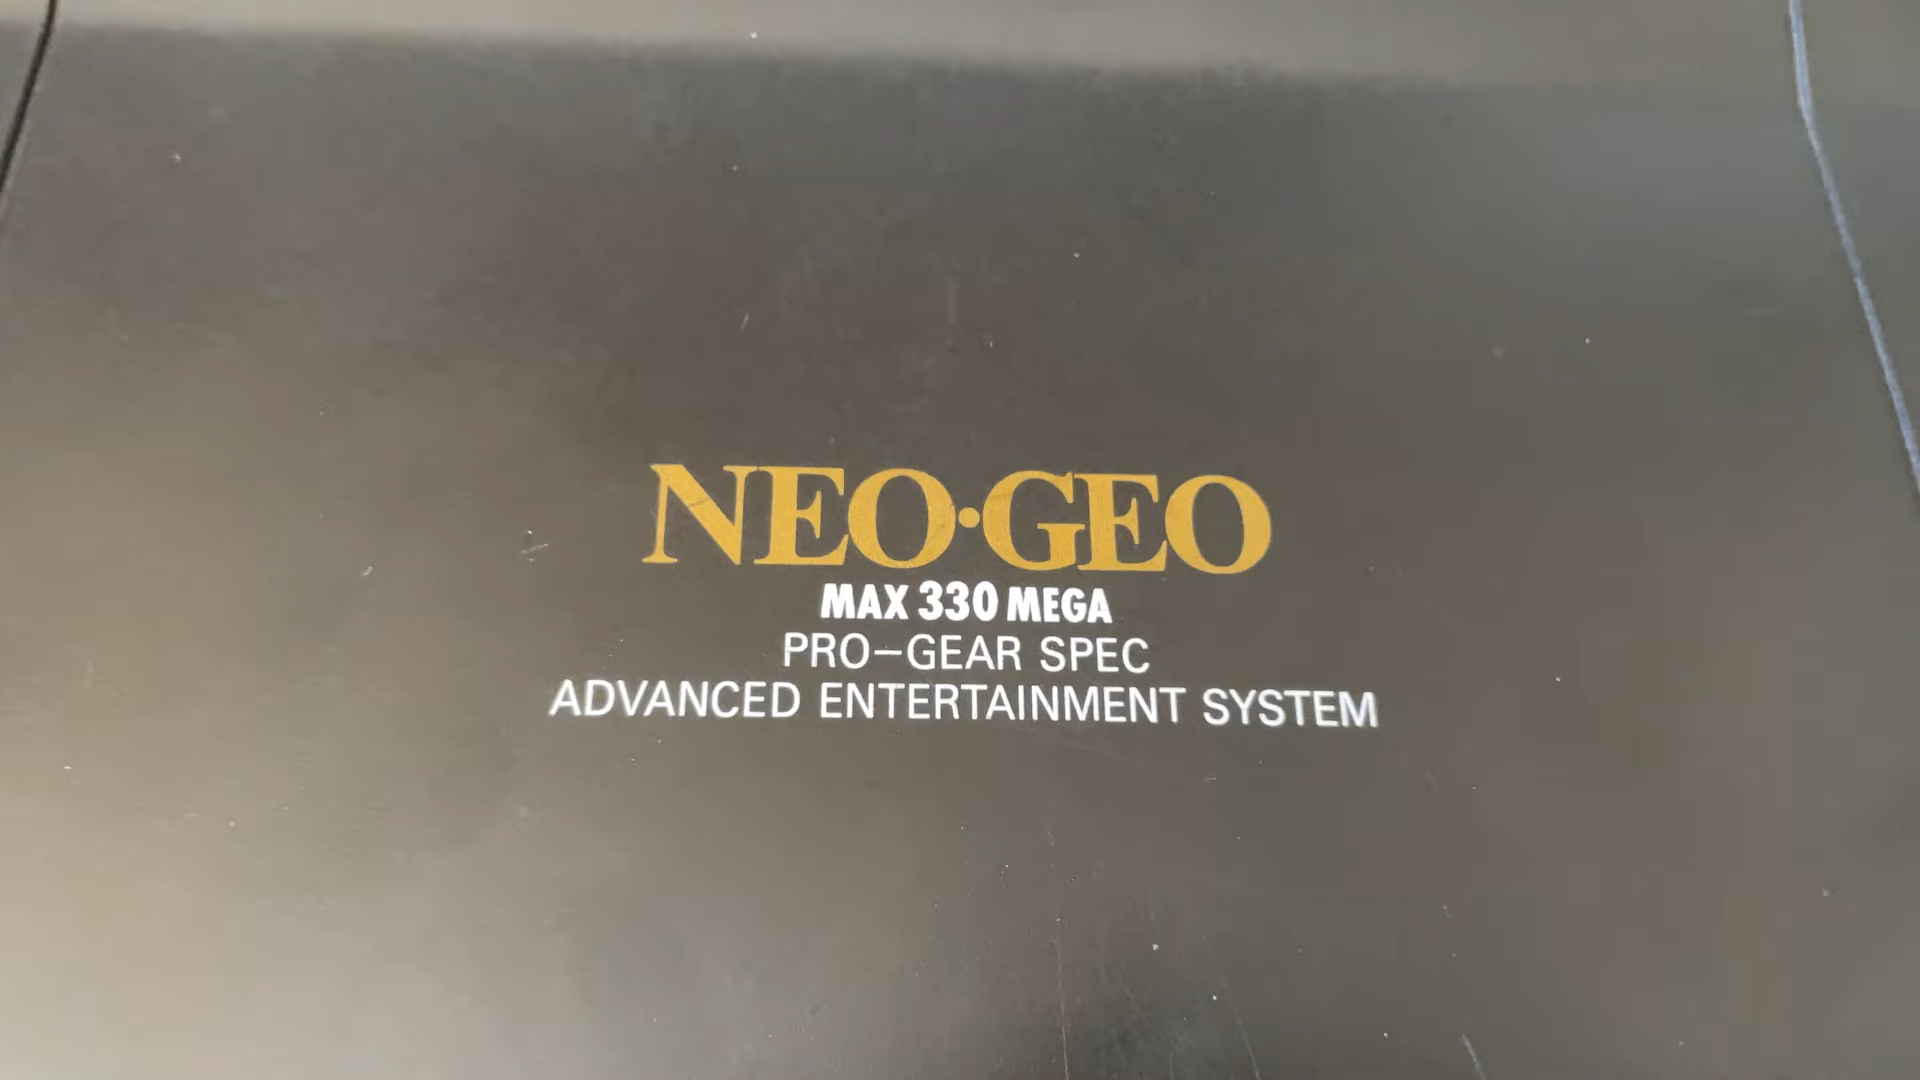 NEO·GEO
MAX 330 MEGA
PRO-GEAR SPEC
ADVANCED ENTERTAINMENT SYSTEM